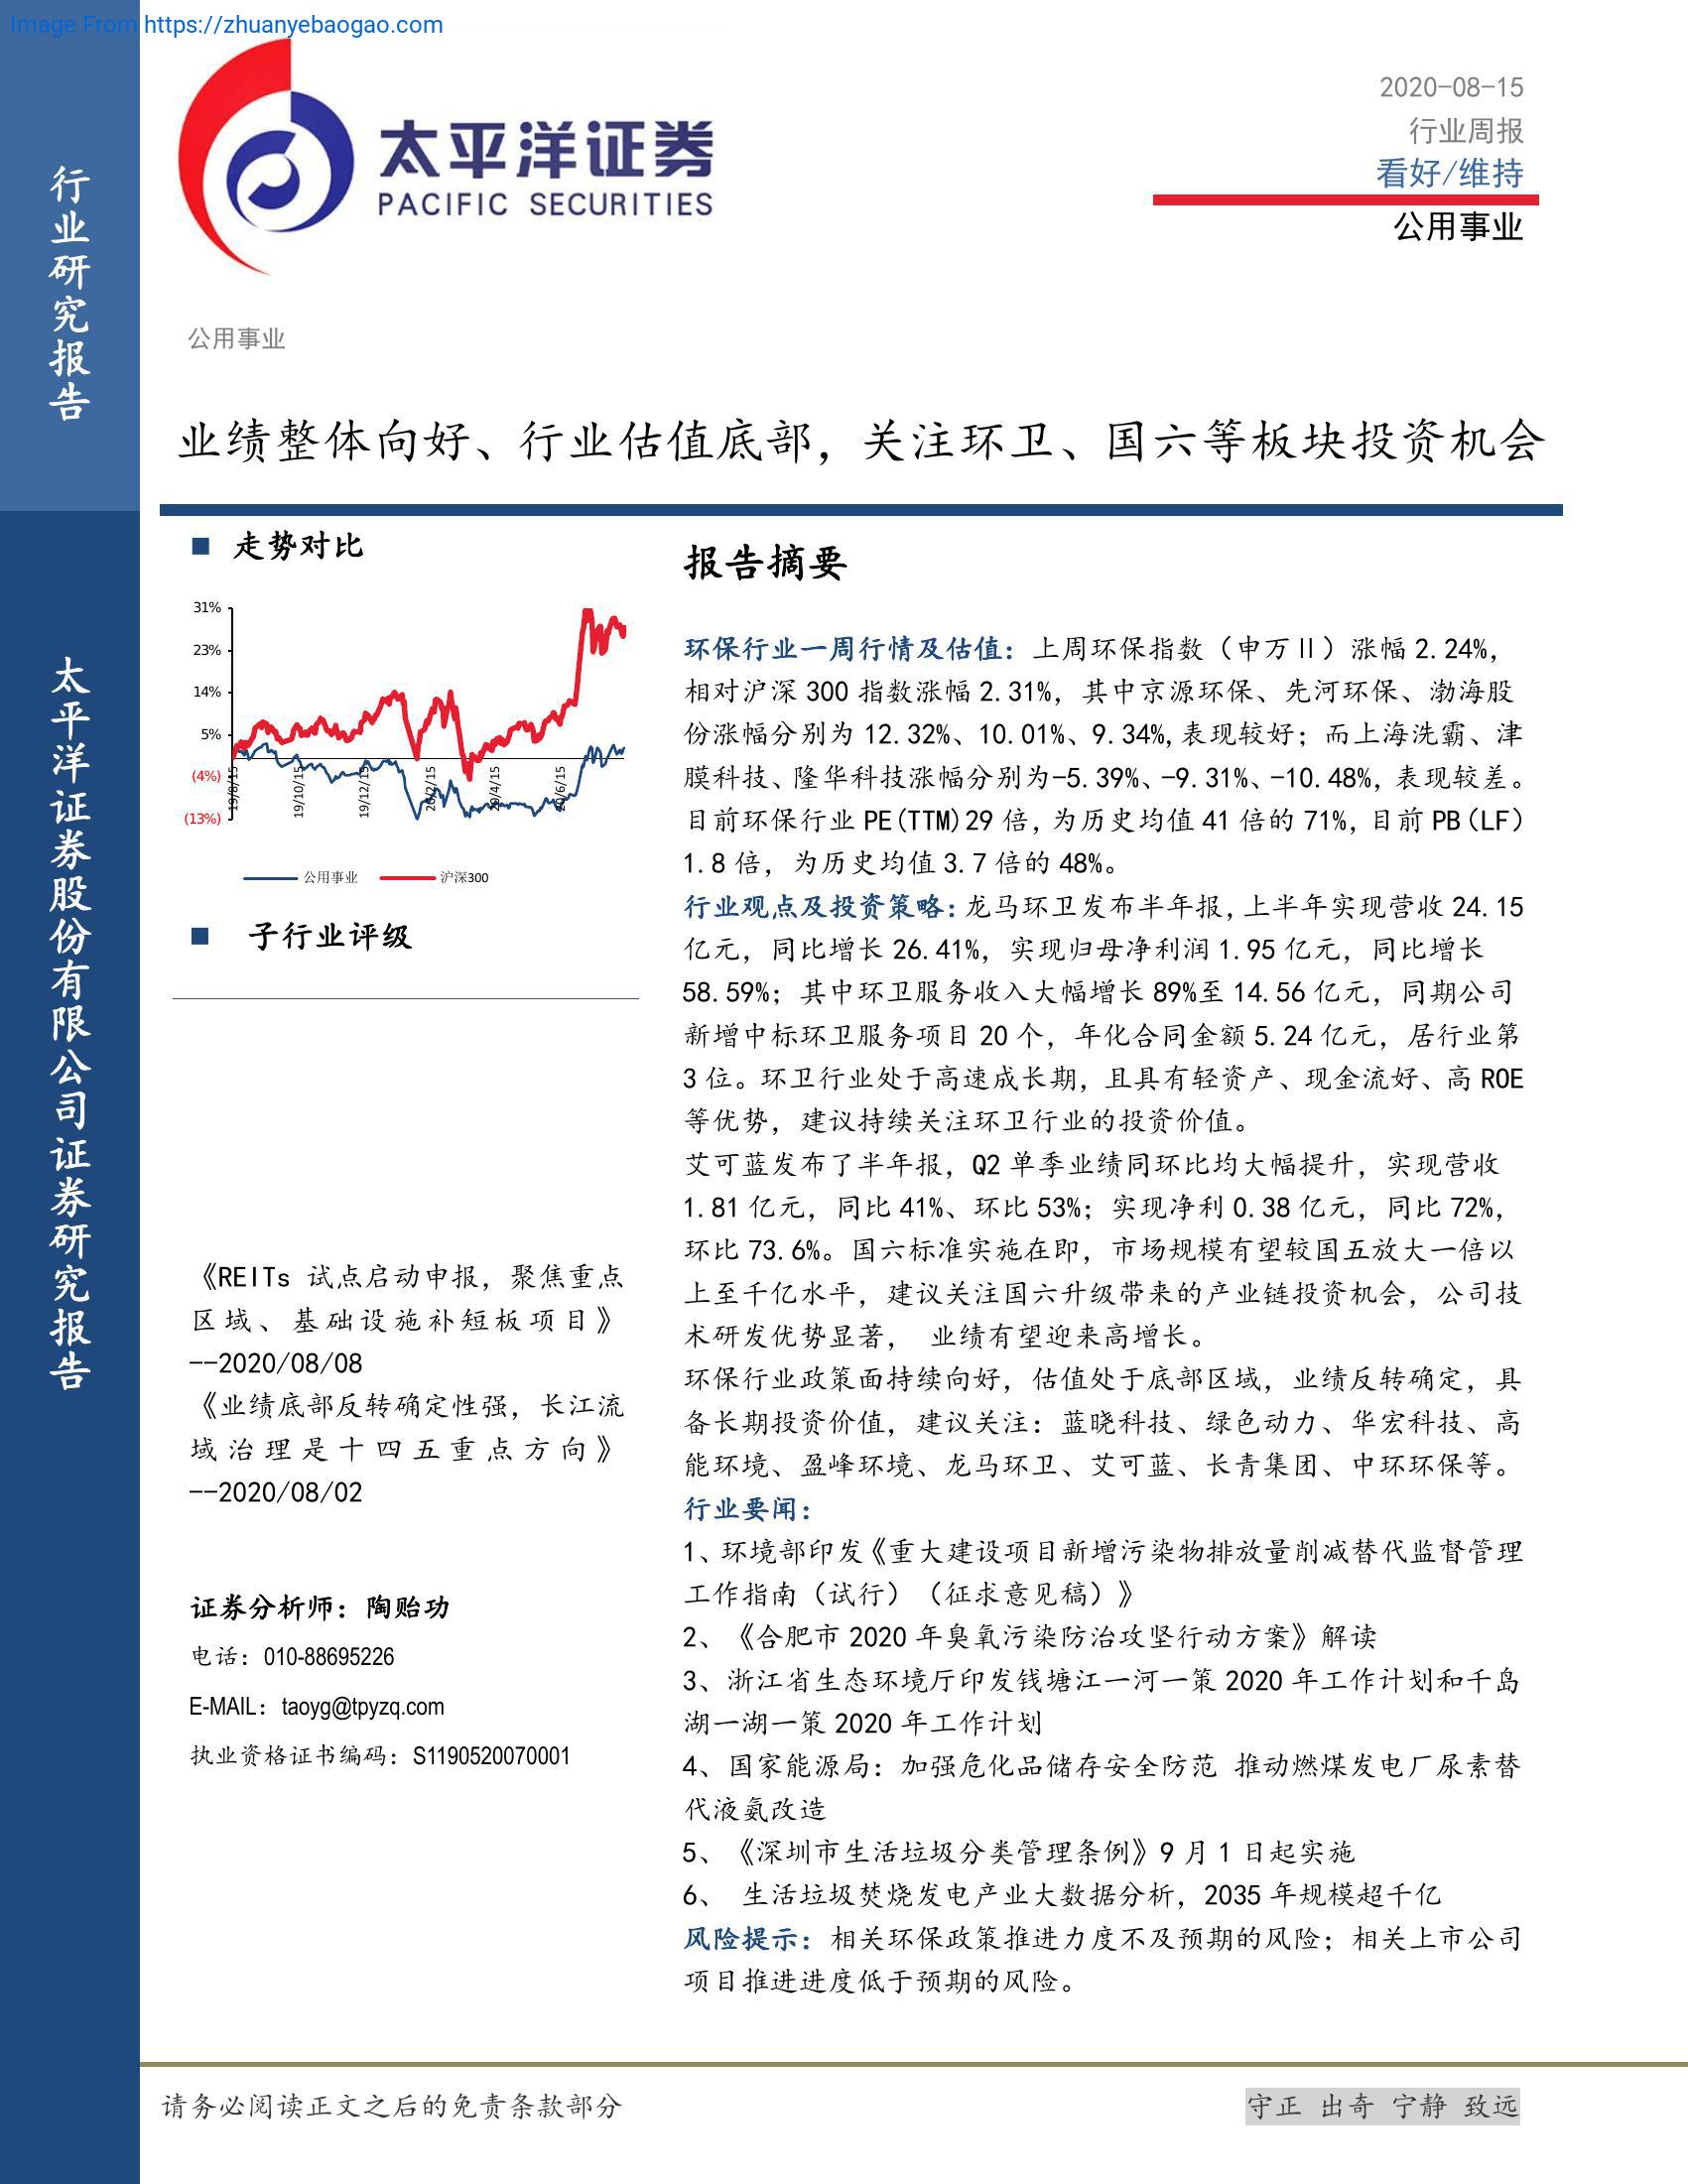 Image From https://zhuanyebaogao.com
行业研究报告
太平洋证券股份有限公司证券研究报告
太平洋证券
PACIFIC SECURITIES
2020-08-15
行业周报
看好/维持
公用事业
公用事业
业绩整体向好、行业估值底部，关注环卫、国六等板块投资机会
■ 走势对比
31%
23%
14%
5%
(4%)
(13%)
19/8/15
19/10/15
19/12/15
20/2/15
20/4/15
20/6/15
公用事业 沪深300
■ 子行业评级
《REITs 试点启动申报，聚焦重点
区域、基础设施补短板项目》
--2020/08/08
《业绩底部反转确定性强，长江流
域治理是十四五重点方向》
--2020/08/02
证券分析师：陶贻功
电话：010-88695226
E-MAIL：taoyg@tpyzq.com
执业资格证书编码：S1190520070001
报告摘要
环保行业一周行情及估值：上周环保指数（申万Ⅱ）涨幅 2.24%，
相对沪深 300 指数涨幅 2.31%，其中京源环保、先河环保、渤海股
份涨幅分别为 12.32%、10.01%、9.34%,表现较好；而上海洗霸、津
膜科技、隆华科技涨幅分别为-5.39%、-9.31%、-10.48%，表现较差。
目前环保行业 PE(TTM)29 倍，为历史均值 41 倍的 71%，目前 PB（LF）
1.8 倍，为历史均值 3.7 倍的 48%。
行业观点及投资策略：龙马环卫发布半年报，上半年实现营收 24.15
亿元，同比增长 26.41%，实现归母净利润 1.95 亿元，同比增长
58.59%；其中环卫服务收入大幅增长 89%至 14.56 亿元，同期公司
新增中标环卫服务项目 20 个，年化合同金额 5.24 亿元，居行业第
3 位。环卫行业处于高速成长期，且具有轻资产、现金流好、高 ROE
等优势，建议持续关注环卫行业的投资价值。
艾可蓝发布了半年报，Q2 单季业绩同环比均大幅提升，实现营收
1.81 亿元，同比 41%、环比 53%；实现净利 0.38 亿元，同比 72%，
环比 73.6%。国六标准实施在即，市场规模有望较国五放大一倍以
上至千亿水平，建议关注国六升级带来的产业链投资机会，公司技
术研发优势显著， 业绩有望迎来高增长。
环保行业政策面持续向好，估值处于底部区域，业绩反转确定，具
备长期投资价值，建议关注：蓝晓科技、绿色动力、华宏科技、高
能环境、盈峰环境、龙马环卫、艾可蓝、长青集团、中环环保等。
行业要闻：
1、环境部印发《重大建设项目新增污染物排放量削减替代监督管理
工作指南（试行）（征求意见稿）》
2、《合肥市 2020 年臭氧污染防治攻坚行动方案》解读
3、浙江省生态环境厅印发钱塘江一河一策 2020 年工作计划和千岛
湖一湖一策 2020 年工作计划
4、国家能源局：加强危化品储存安全防范 推动燃煤发电厂尿素替
代液氨改造
5、《深圳市生活垃圾分类管理条例》9 月 1 日起实施
6、 生活垃圾焚烧发电产业大数据分析，2035 年规模超千亿
风险提示：相关环保政策推进力度不及预期的风险；相关上市公司
项目推进进度低于预期的风险。
请务必阅读正文之后的免责条款部分
守正 出奇 宁静 致远